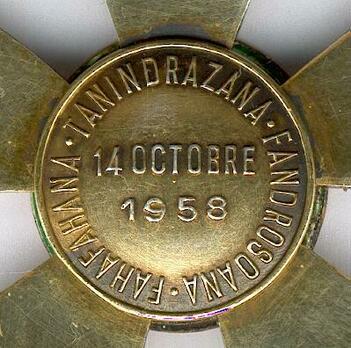 · TANINDRAZANA · FANDROSOANA · FAHAFAHANA
14 OCTOBRE
1958